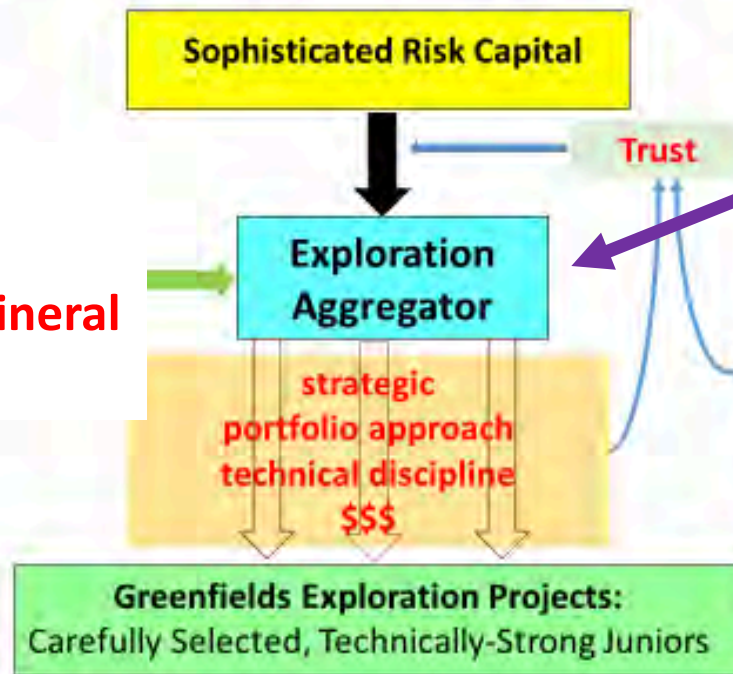 Sophisticated Risk Capital
Trust
Exploration
Aggregator
ineral
strategic
portfolio approach
technical discipline
$$$
Greenfields Exploration Projects:
Carefully Selected, Technically-Strong Juniors